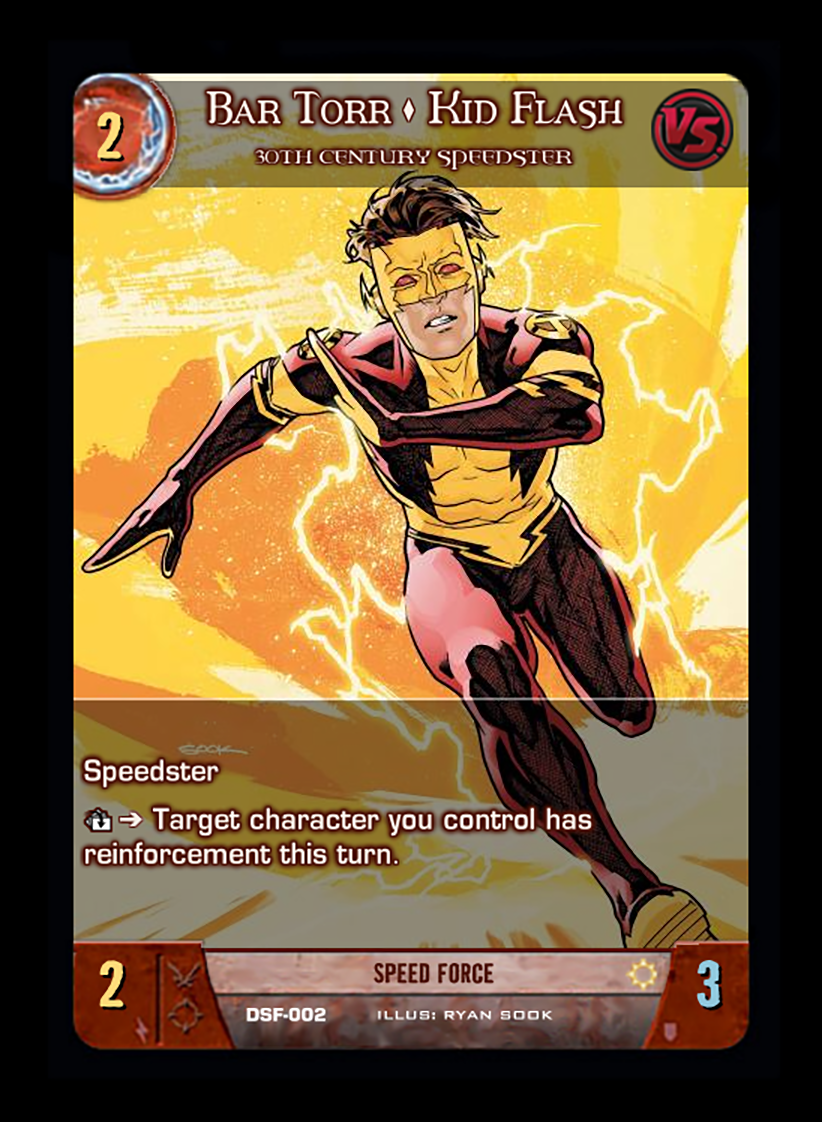 2
Bar Torr ♦ Kid Flash
VS.
30th Century Speedster
SOOK
Speedster
➔ Target character you control has
reinforcement this turn.
2
SPEED FORCE
3
DSF-002 ILLUS: RYAN SOOK